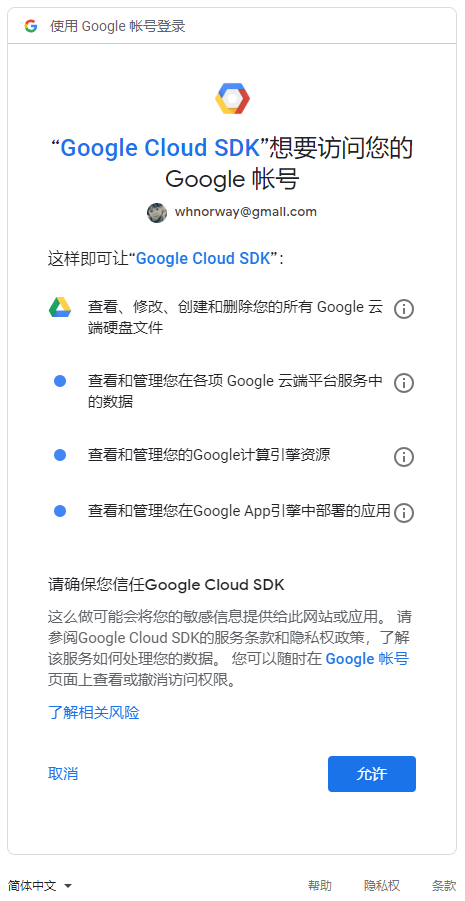 使用 Google 帐号登录
“Google Cloud SDK”想要访问您的
Google 帐号
whnorway@gmall.com
这样即可让“Google Cloud SDK”：
查看、修改、创建和删除您的所有 Google 云
端硬盘文件
查看和管理您在各项 Google 云端平台服务中
的数据
查看和管理您的Google计算引擎资源
查看和管理您在Google App引擎中部署的应用
请确保您信任Google Cloud SDK
这么做可能会将您的敏感信息提供给此网站或应用。 请
参阅Google Cloud SDK的服务条款和隐私权政策，了解
该服务如何处理您的数据。 您可以随时在 Google 帐号
页面上查看或撤消访问权限。
了解相关风险
取消 允许
简体中文 帮助 隐私权 条款